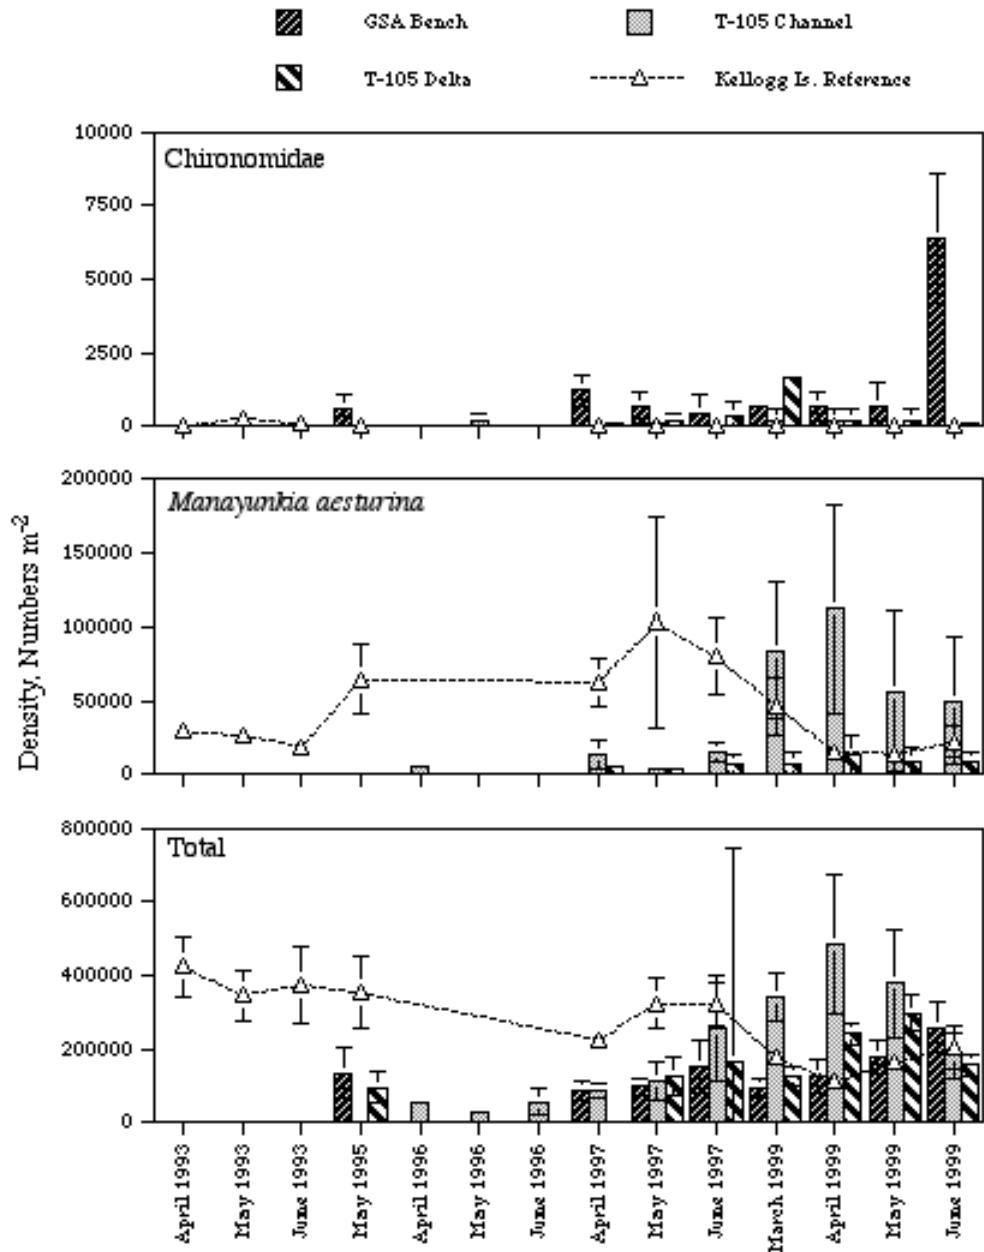 GSA Bench
T-105 Channel
T-105 Delta
Kellogg Is. Reference
Density, Numbers m-2
Chironomidae
10000
7500
5000
2500
0
Manayunkia aesturina
200000
150000
100000
50000
0
Total
800000
600000
400000
200000
0
April 1993
May 1993
June 1993
May 1995
April 1996
May 1996
June 1996
April 1997
May 1997
June 1997
March 1999
April 1999
May 1999
June 1999